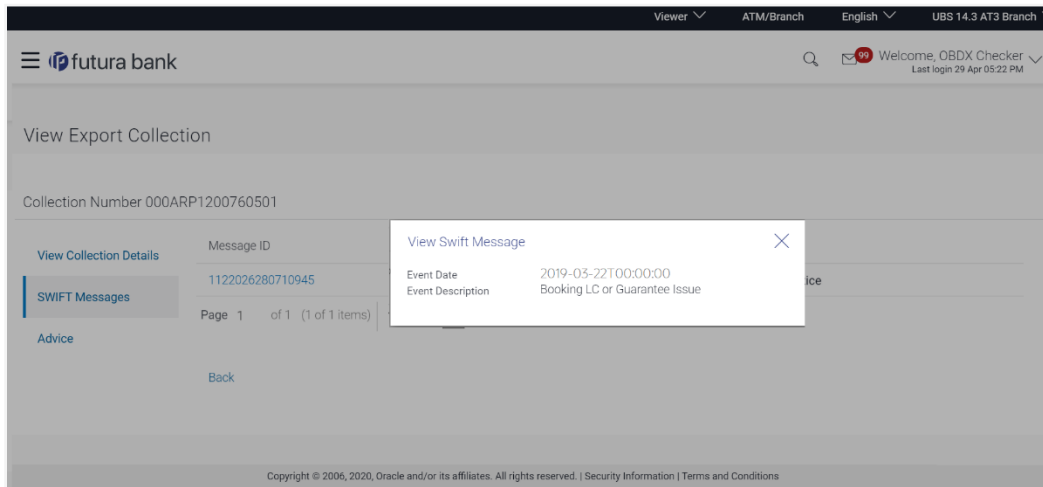 Viewer ATM/Branch English UBS 14.3 AT3 Branch
futura bank
99 Welcome, OBDX Checker
Last login 29 Apr 05:22 PM
View Export Collection
Collection Number 000ARP1200760501
View Collection Details
SWIFT Messages
Advice
Message ID
1122026280710945
Page 1 of 1 (1 of 1 items)
Back
View Swift Message
Event Date 2019-03-22T00:00:00
Event Description Booking LC or Guarantee Issue
Copyright © 2006, 2020, Oracle and/or its affiliates. All rights reserved. | Security Information | Terms and Conditions